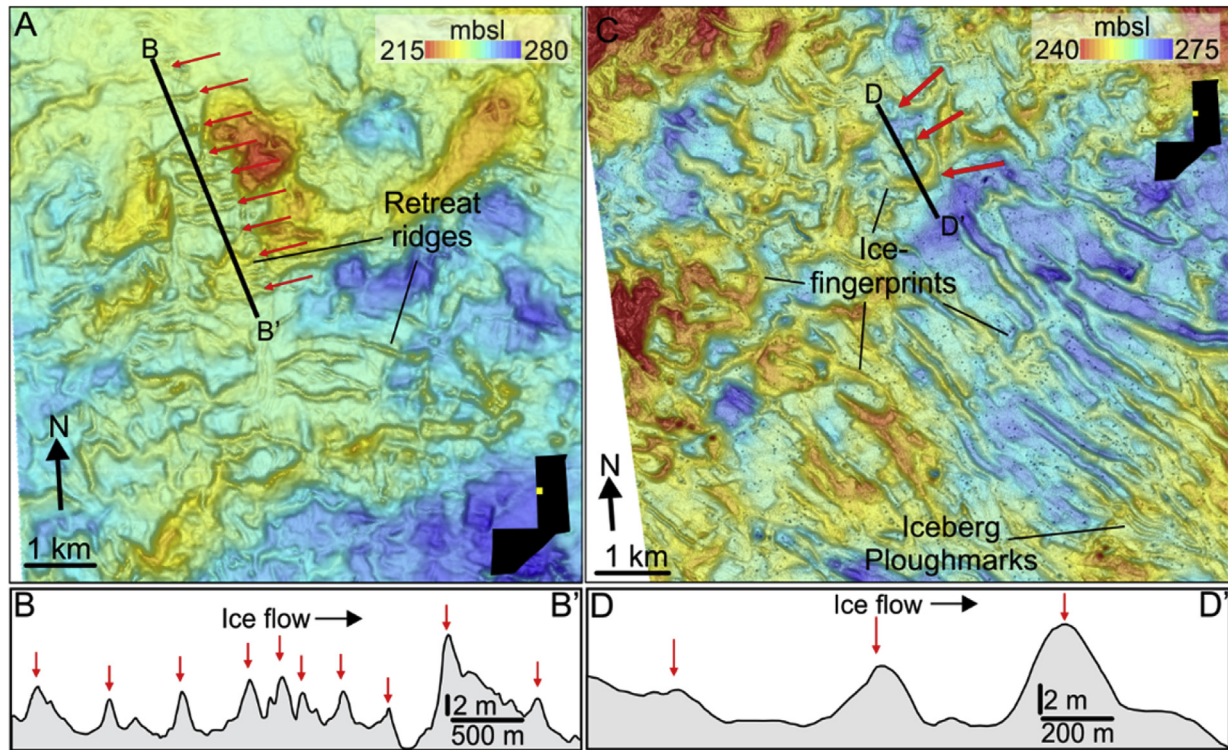 A
mbsl
215 280
B
Retreat
ridges
B'
N
1 km
C
mbsl
240 275
D
D'
Ice-
fingerprints
Iceberg
Ploughmarks
N
1 km
B
Ice flow
B'
2 m
500 m
D
Ice flow
D'
2 m
200 m